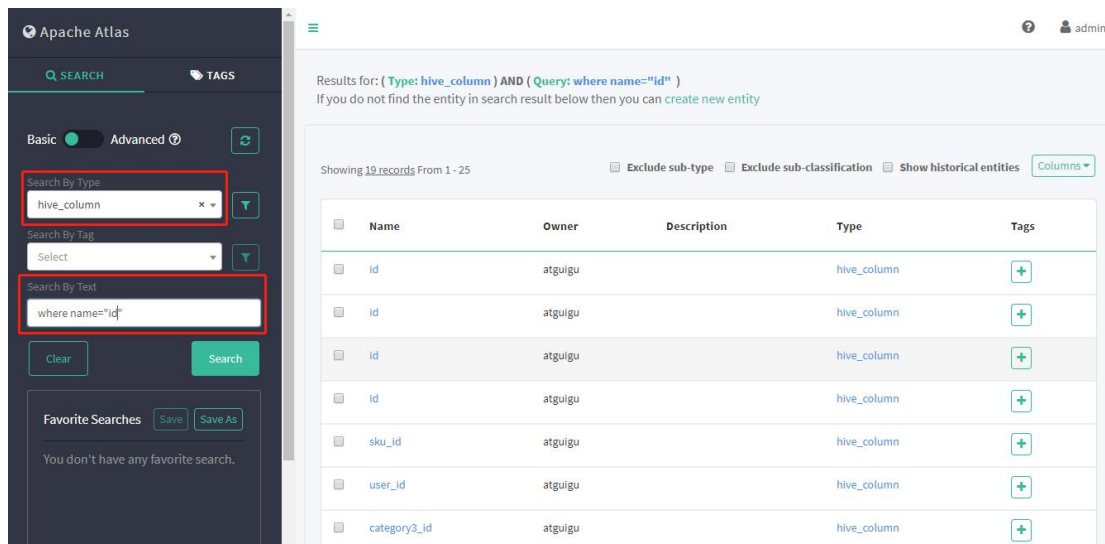 Apache Atlas
SEARCH
TAGS
Basic
Advanced
Search By Type
hive_column
Search By Tag
Select
Search By Text
where name="id"
Clear
Search
Favorite Searches
Save
Save As
You don't have any favorite search.
admin
Results for: ( Type: hive_column ) AND ( Query: where name="id" )
If you do not find the entity in search result below then you can create new entity
Showing 19 records From 1 - 25
Exclude sub-type
Exclude sub-classification
Show historical entities
Columns
Name Owner Description Type Tags
id atguigu hive_column +
id atguigu hive_column +
id atguigu hive_column +
id atguigu hive_column +
sku_id atguigu hive_column +
user_id atguigu hive_column +
category3_id atguigu hive_column +